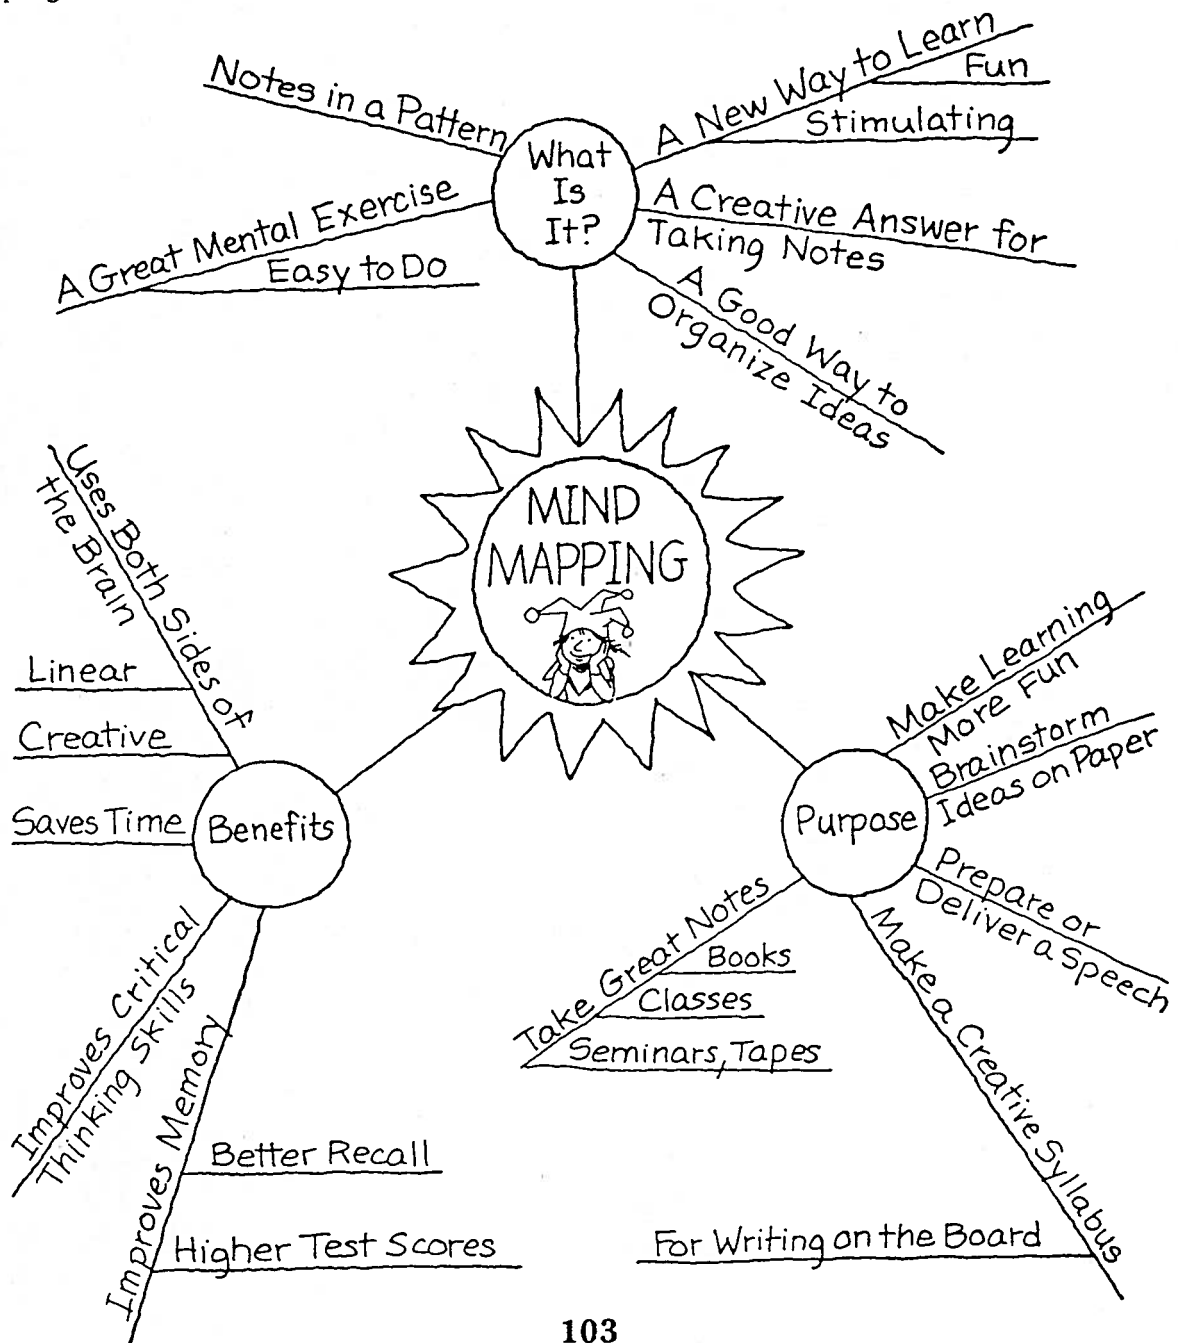 Notes in a Pattern
A Great Mental Exercise
Easy to Do
What
Is
It?
A New Way to Learn
Fun
Stimulating
A Creative Answer for
Taking Notes
A Good Way to
Organize Ideas
MIND
MAPPING
Uses Both Sides of
the Brain
Linear
Creative
Saves Time
Benefits
Improves Critical
Thinking Skills
Improves Memory
Better Recall
Higher Test Scores
Purpose
Make Learning
More Fun
Brainstorm
Ideas on Paper
Prepare or
Deliver a Speech
Take Great Notes
Books
Classes
Seminars, Tapes
Make a Creative Syllabus
For Writing on the Board
103